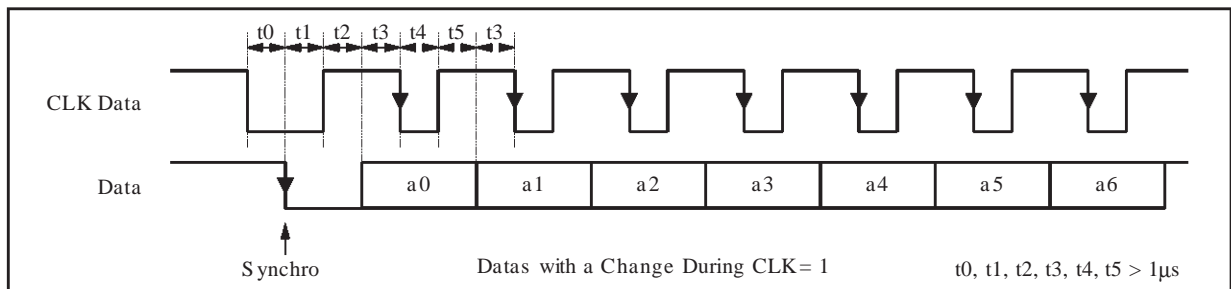 t0 t1 t2 t3 t4 t5 t3
CLK Data
Data
a0 a1 a2 a3 a4 a5 a6
Synchro
Datas with a Change During CLK = 1
t0, t1, t2, t3, t4, t5 > 1μs